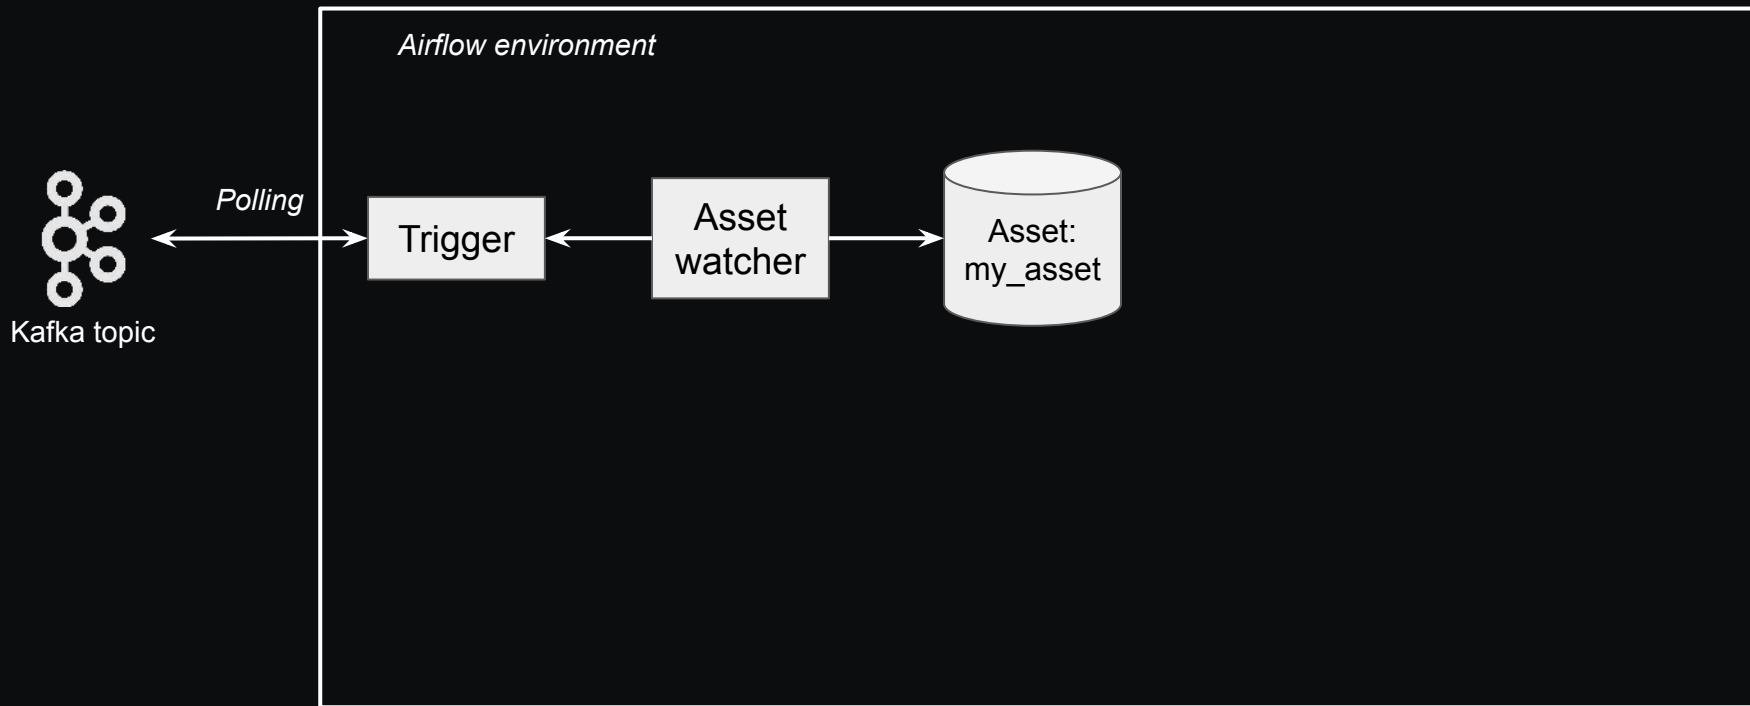 Airflow environment
Polling
Trigger
Asset
watcher
Asset:
my_asset
Kafka topic